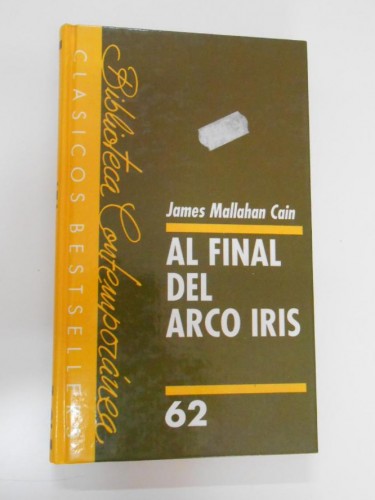 CLASICOS BESTSELLERS
Biblioteca Contemporánea
James Mallahan Cain
AL FINAL
DEL
ARCO IRIS
62